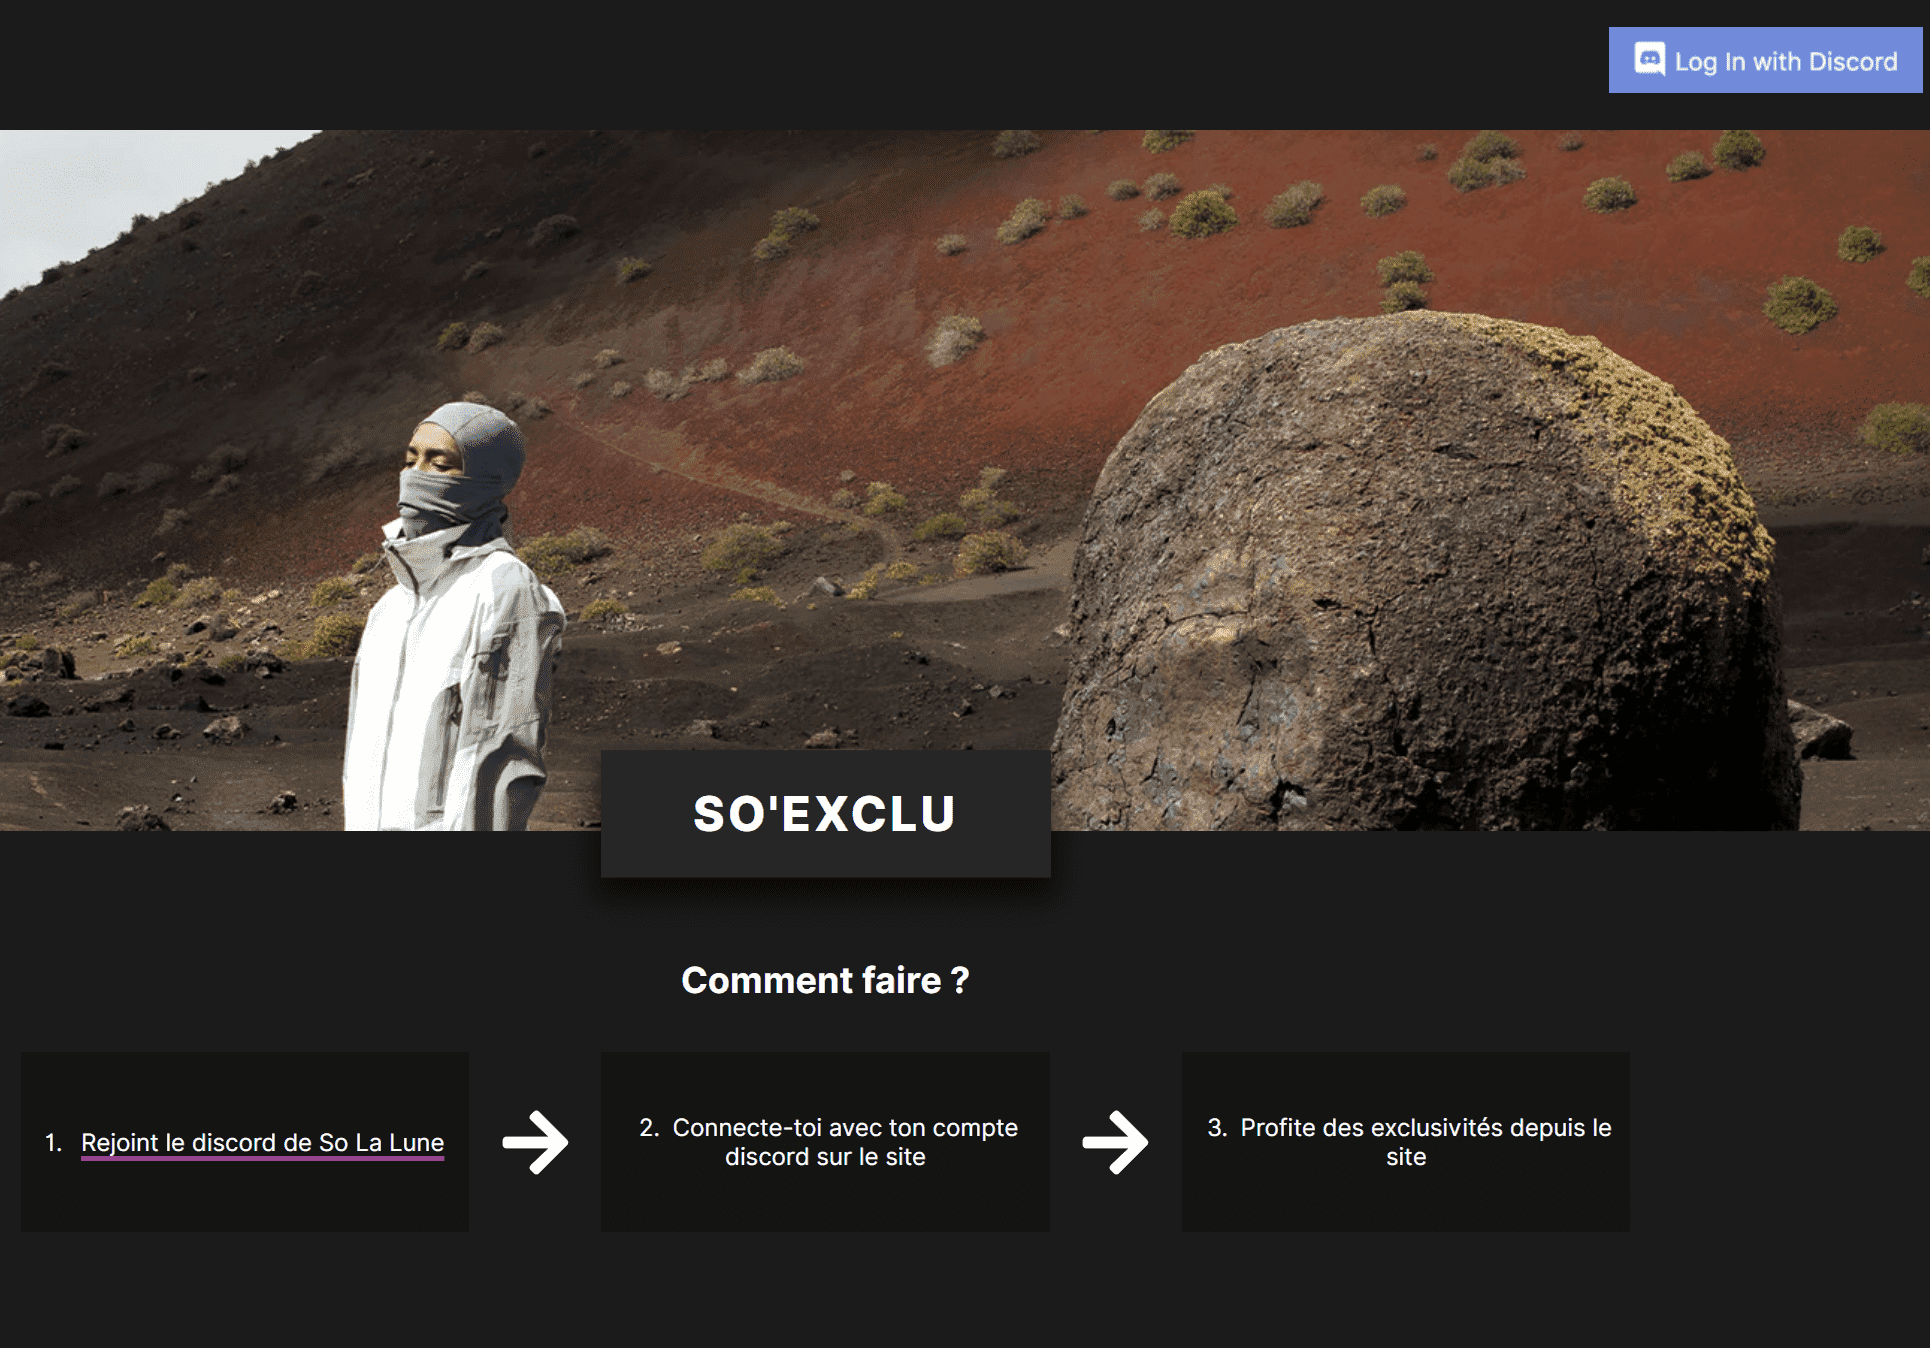 Log In with Discord
SO'EXCLU
Comment faire ?
1. Rejoint le discord de So La Lune
2. Connecte-toi avec ton compte
discord sur le site
3. Profite des exclusivités depuis le
site